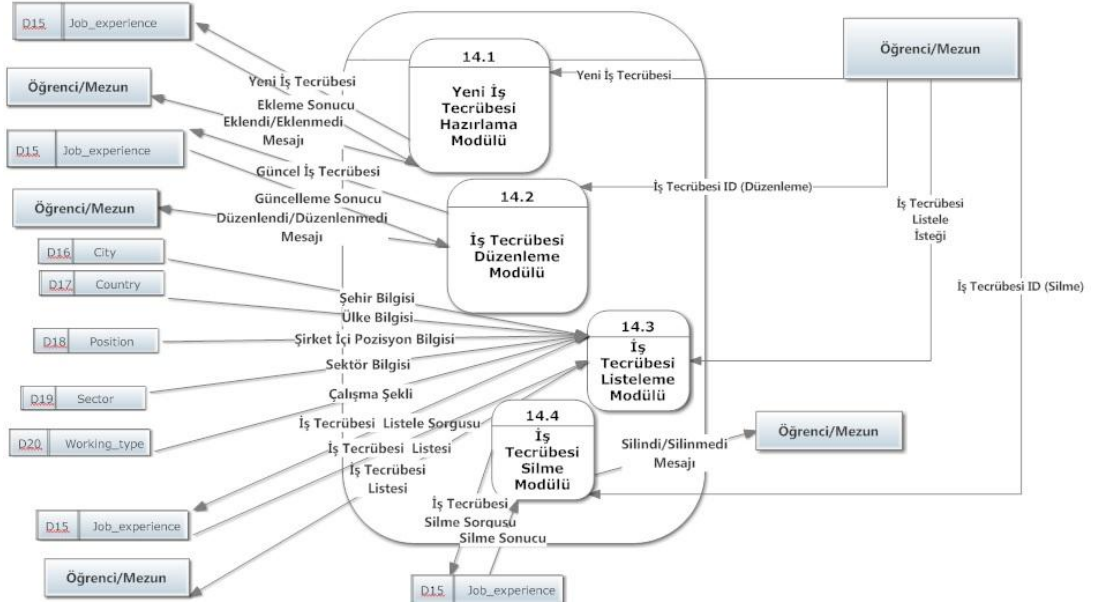 D15 Job_experience
Öğrenci/Mezun
14.1
Yeni İş
Tecrübesi
Hazırlama
Modülü
Yeni İş Tecrübesi
Öğrenci/Mezun
Yeni İş Tecrübesi
Ekleme Sonucu
Eklendi/Eklenmedi
Mesajı
D15 Job_experience
Güncel İş Tecrübesi
14.2
İş Tecrübesi
Düzenleme
Modülü
İş Tecrübesi ID (Düzenleme)
Öğrenci/Mezun
Güncelleme Sonucu
Düzenlendi/Düzenlenmedi
Mesajı
İş Tecrübesi
Listele
İsteği
D16 City
D17 Country
İş Tecrübesi ID (Silme)
Şehir Bilgisi
Ülke Bilgisi
14.3
İş
Tecrübesi
Listeleme
Modülü
D18 Position
Şirket İçi Pozisyon Bilgisi
Sektör Bilgisi
D19 Sector
Çalışma Şekli
14.4
İş
Tecrübesi
Silme
Modülü
D20 Working_type
İş Tecrübesi Listele Sorgusu
İş Tecrübesi Listesi
İş Tecrübesi
Listesi
Silindi/Silinmedi
Mesajı
Öğrenci/Mezun
İş Tecrübesi
Silme Sorgusu
Silme Sonucu
D15 Job_experience
Öğrenci/Mezun
D15 Job_experience